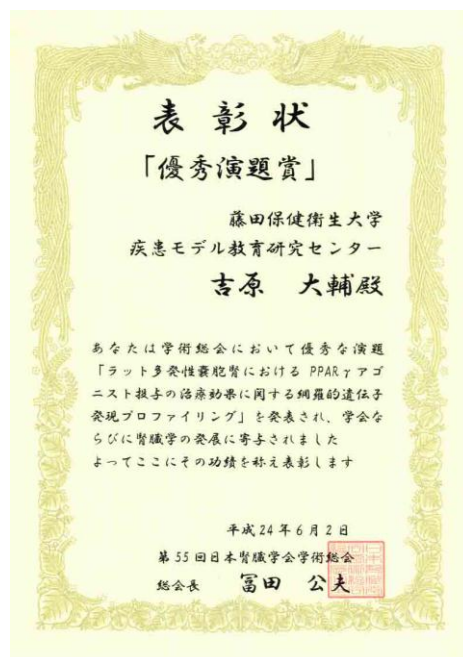 表彰状
「優秀演題賞」
藤田保健衛生大学
疾患モデル教育研究センター
吉原 大輔殿
あなたは学術総会において優秀な演題
「ラット多発性嚢胞腎における PPARγアゴ
ニスト投与の治療効果に関する網羅的遺伝子
発現プロファイリング」を発表され、学会な
らびに腎臓学の発展に寄与されました
よってここにその功績を称え表彰します
平成24年6月2日
第55回日本腎臓学会学術総会
総会長 冨田 公夫